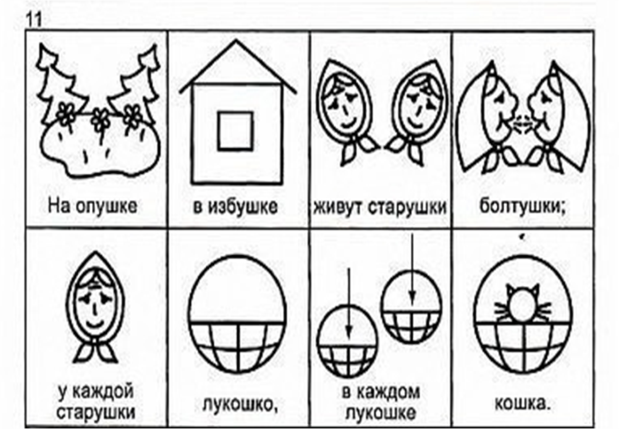 11
На опушке
в избушке
живут старушки
болтушки;
у каждой
старушки
лукошко,
в каждом
лукошке
кошка.